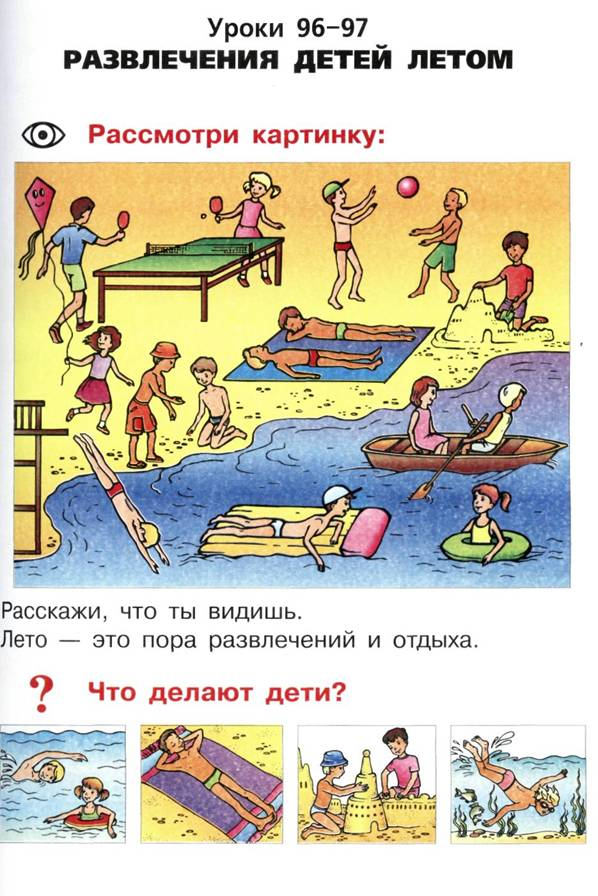 Уроки 96–97
РАЗВЛЕЧЕНИЯ ДЕТЕЙ ЛЕТОМ
Рассмотри картинку:
Расскажи, что ты видишь.
Лето — это пора развлечений и отдыха.
? Что делают дети?